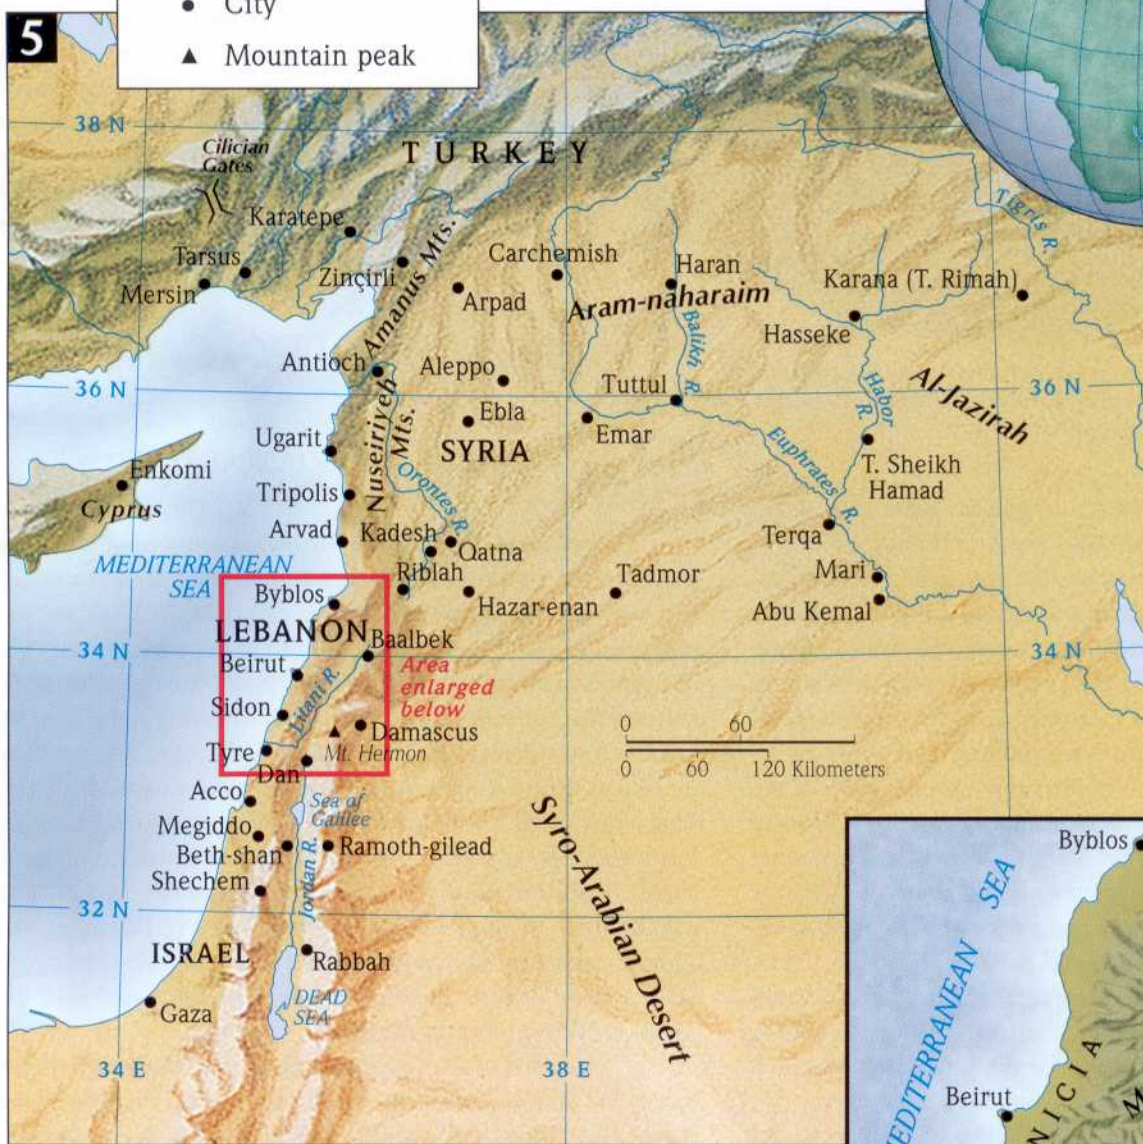 5
City
Mountain peak
38 N
Cilician
Gates
TURKEY
Tigris R.
Karatepe
Tarsus
Mersin
Zinçirli
Amanus Mts.
Carchemish
Haran
Karana (T. Rimah)
Arpad
Aram-naharaim
Hasseke
Balikh R.
Antioch
Aleppo
Tuttul
36 N
36 N
Habor
R.
Al-Jazirah
Ebla
Emar
Nuseiriyeh
Mts.
Ugarit
SYRIA
Euphrates R.
T. Sheikh
Hamad
Enkomi
Cyprus
Tripolis
Orontes R.
Arvad
Kadesh
Qatna
Terqa
MEDITERRANEAN
SEA
Riblah
Tadmor
Mari
Byblos
Hazar-enan
Abu Kemal
LEBANON
Baalbek
34 N
34 N
Beirut
Area
enlarged
below
Litani R.
Sidon
Damascus
0 60
Tyre
Mt. Hermon
0 60 120 Kilometers
Dan
Acco
Sea of
Galilee
Megiddo
Beth-shan
Ramoth-gilead
Shechem
Jordan R.
Syro-Arabian Desert
32 N
ISRAEL
Rabbah
DEAD
SEA
Gaza
34 E
38 E
Byblos
MEDITERRANEAN SEA
Beirut
NICIA
M